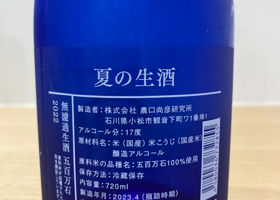 夏の生酒
製造者：株式会社 農口尚彦研究所
石川県小松市観音下町ワ1番地1
アルコール分：17度
原材料名：米（国産）米こうじ（国産米）
醸造アルコール
原料米の品種名：五百万石100%使用
保存方法：冷蔵保存
内容量：720ml
製造年月：2023.4（瓶詰時期）
無濾過生酒 五百万石
2022